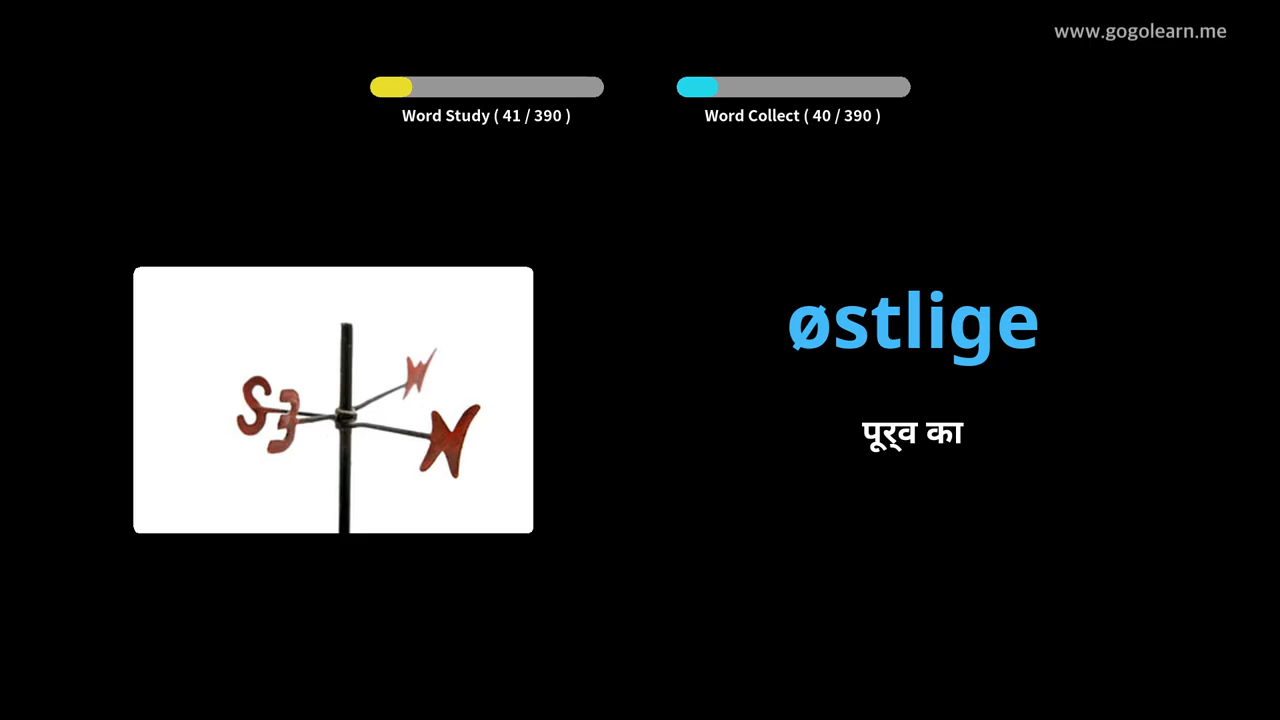 www.gogolearn.me
Word Study ( 41 / 390 )
Word Collect ( 40 / 390 )
østlige
पूर्व का
S E N